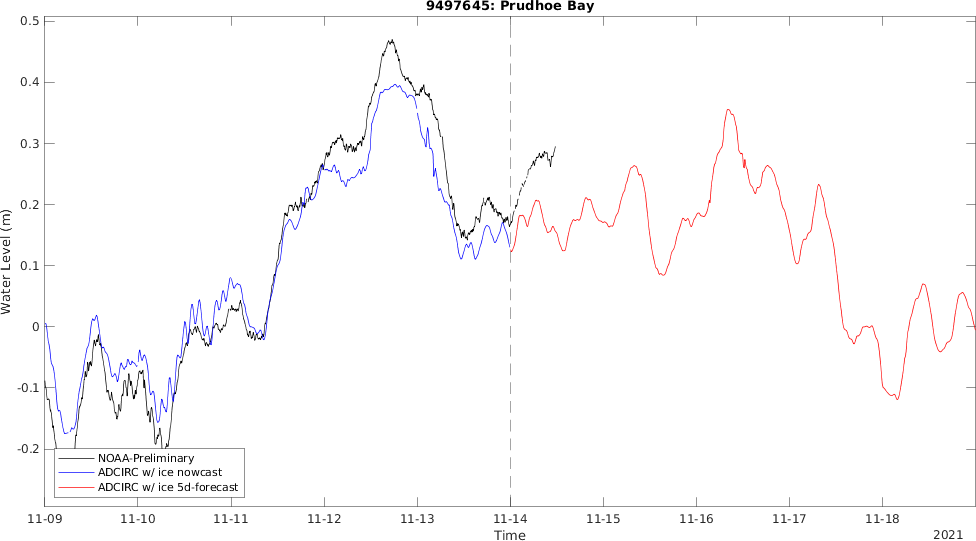 9497645: Prudhoe Bay
0.5
0.4
0.3
0.2
0.1
0
-0.1
-0.2
Water Level (m)
NOAA-Preliminary
ADCIRC w/ ice nowcast
ADCIRC w/ ice 5d-forecast
11-09 11-10 11-11 11-12 11-13 11-14 11-15 11-16 11-17 11-18
Time
2021